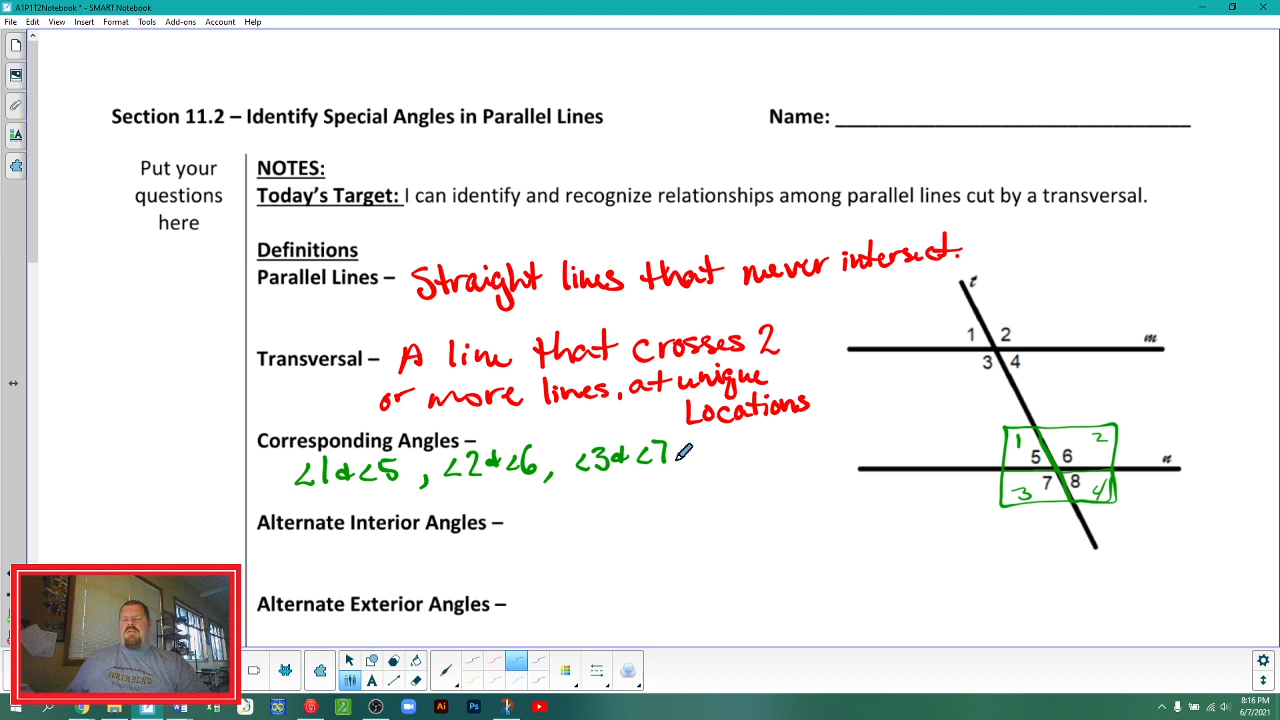 A1P1T2Notebook * - SMART Notebook
File Edit View Insert Format Tools Add-ons Account Help
Section 11.2 – Identify Special Angles in Parallel Lines Name: ________________________________
Put your
questions
here
NOTES:
Today's Target: I can identify and recognize relationships among parallel lines cut by a transversal.
Definitions
Parallel Lines – Straight lines that never intersect.
Transversal – A line that crosses 2
or more lines, at unique
Locations
Corresponding Angles –
∠1 & ∠5, ∠2 & ∠6, ∠3 & ∠7
Alternate Interior Angles –
Alternate Exterior Angles –
t
1 2
m
3 4
1 2
5 6
n
7 8
3 4
8:16 PM
6/7/2021